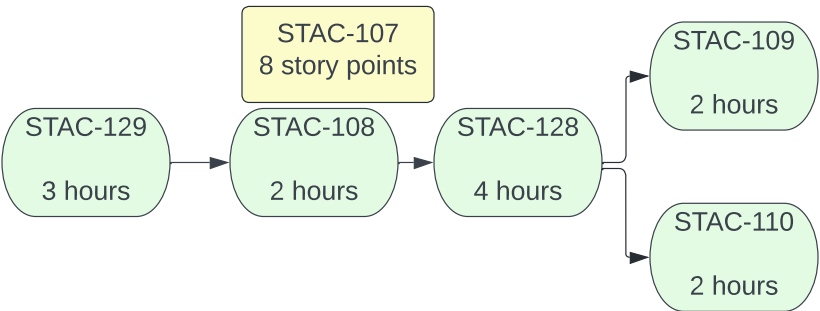 STAC-107
8 story points
STAC-129
3 hours
STAC-108
2 hours
STAC-128
4 hours
STAC-109
2 hours
STAC-110
2 hours